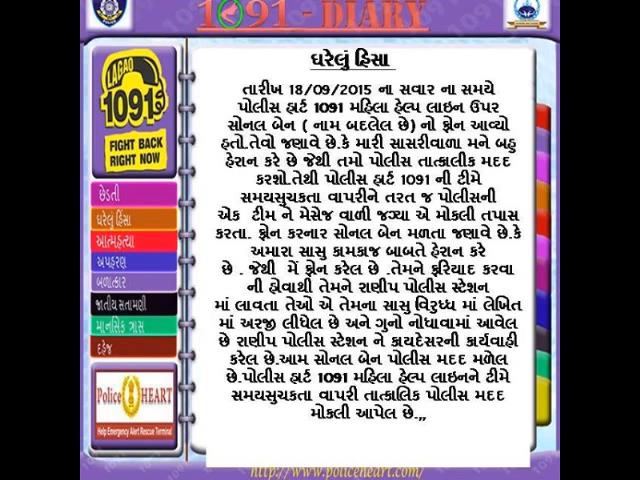 1091 - DIARY
LAGAO
1091
FIGHT BACK
RIGHT NOW
છેડતી
ઘરેલું હિંસા
આત્મહત્યા
અપહરણ
બળાત્કાર
જાતીય સતામણી
માનસિક ત્રાસ
દહેજ
Police HEART
Help Emergency Alert Rescue Terminal
ઘરેલું હિંસા
તારીખ 18/09/2015 ના સવાર ના સમયે
પોલીસ હાર્ટ 1091 મહિલા હેલ્પ લાઇન ઉપર
સોનલ બેન ( નામ બદલેલ છે) નો ફોન આવ્યો
હતો.તેવો જણાવે છે.કે મારી સાસરીવાળા મને બહુ
હેરાન કરે છે જેથી તમો પોલીસ તાત્કાલીક મદદ
કરશો.તેથી પોલીસ હાર્ટ 1091 ની ટીમે
સમયસુચકતા વાપરીને તરત જ પોલીસની
એક ટીમ ને મેસેજ વાળી જગ્યા એ મોકલી તપાસ
કરતા. ફોન કરનાર સોનલ બેન મળતા જણાવે છે.કે
અમારા સાસુ કામકાજ બાબતે હેરાન કરે
છે . જેથી મેં ફોન કરેલ છે .તેમને ફરિયાદ કરવા
ની હોવાથી તેમને રાણીપ પોલીસ સ્ટેશન
માં લાવતા તેઓ એ તેમના સાસુ વિરુધ્ધ માં લેખિત
માં અરજી લીધેલ છે અને ગુનો નોધાવામાં આવેલ
છે રાણીપ પોલીસ સ્ટેશન ને કાયદેસરની કાર્યવાહી
કરેલ છે.આમ સોનલ બેન પોલીસ મદદ મળેલ
છે.પોલીસ હાર્ટ 1091 મહિલા હેલ્પ લાઇનને ટીમે
સમયસુચકતા વાપરી તાત્કાલિક પોલીસ મદદ
મોકલી આપેલ છે.,,
http://www.policeheart.com/